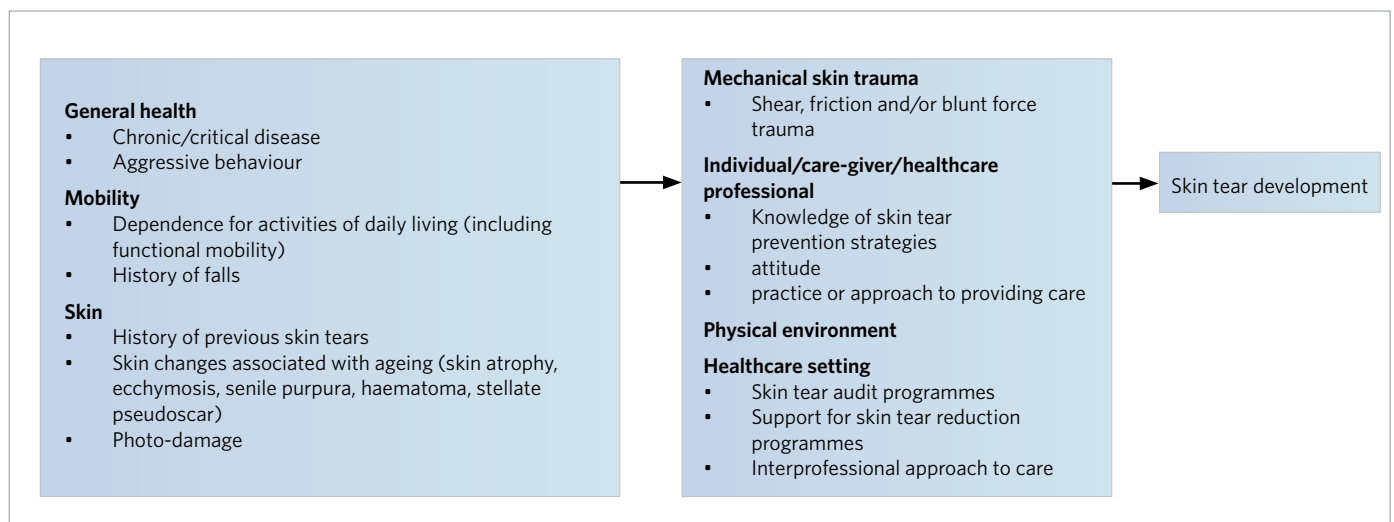 General health
• Chronic/critical disease
• Aggressive behaviour
Mobility
• Dependence for activities of daily living (including
functional mobility)
• History of falls
Skin
• History of previous skin tears
• Skin changes associated with ageing (skin atrophy,
ecchymosis, senile purpura, haematoma, stellate
pseudoscar)
• Photo-damage
Mechanical skin trauma
• Shear, friction and/or blunt force
trauma
Individual/care-giver/healthcare
professional
• Knowledge of skin tear
prevention strategies
• attitude
• practice or approach to providing care
Physical environment
Healthcare setting
• Skin tear audit programmes
• Support for skin tear reduction
programmes
• Interprofessional approach to care
Skin tear development